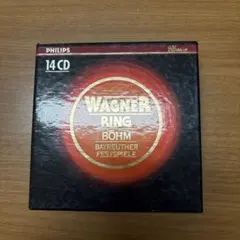 PHILIPS
14 CD
WAGNER
RING
BÖHM
BAYREUTHER
FESTSPIELE